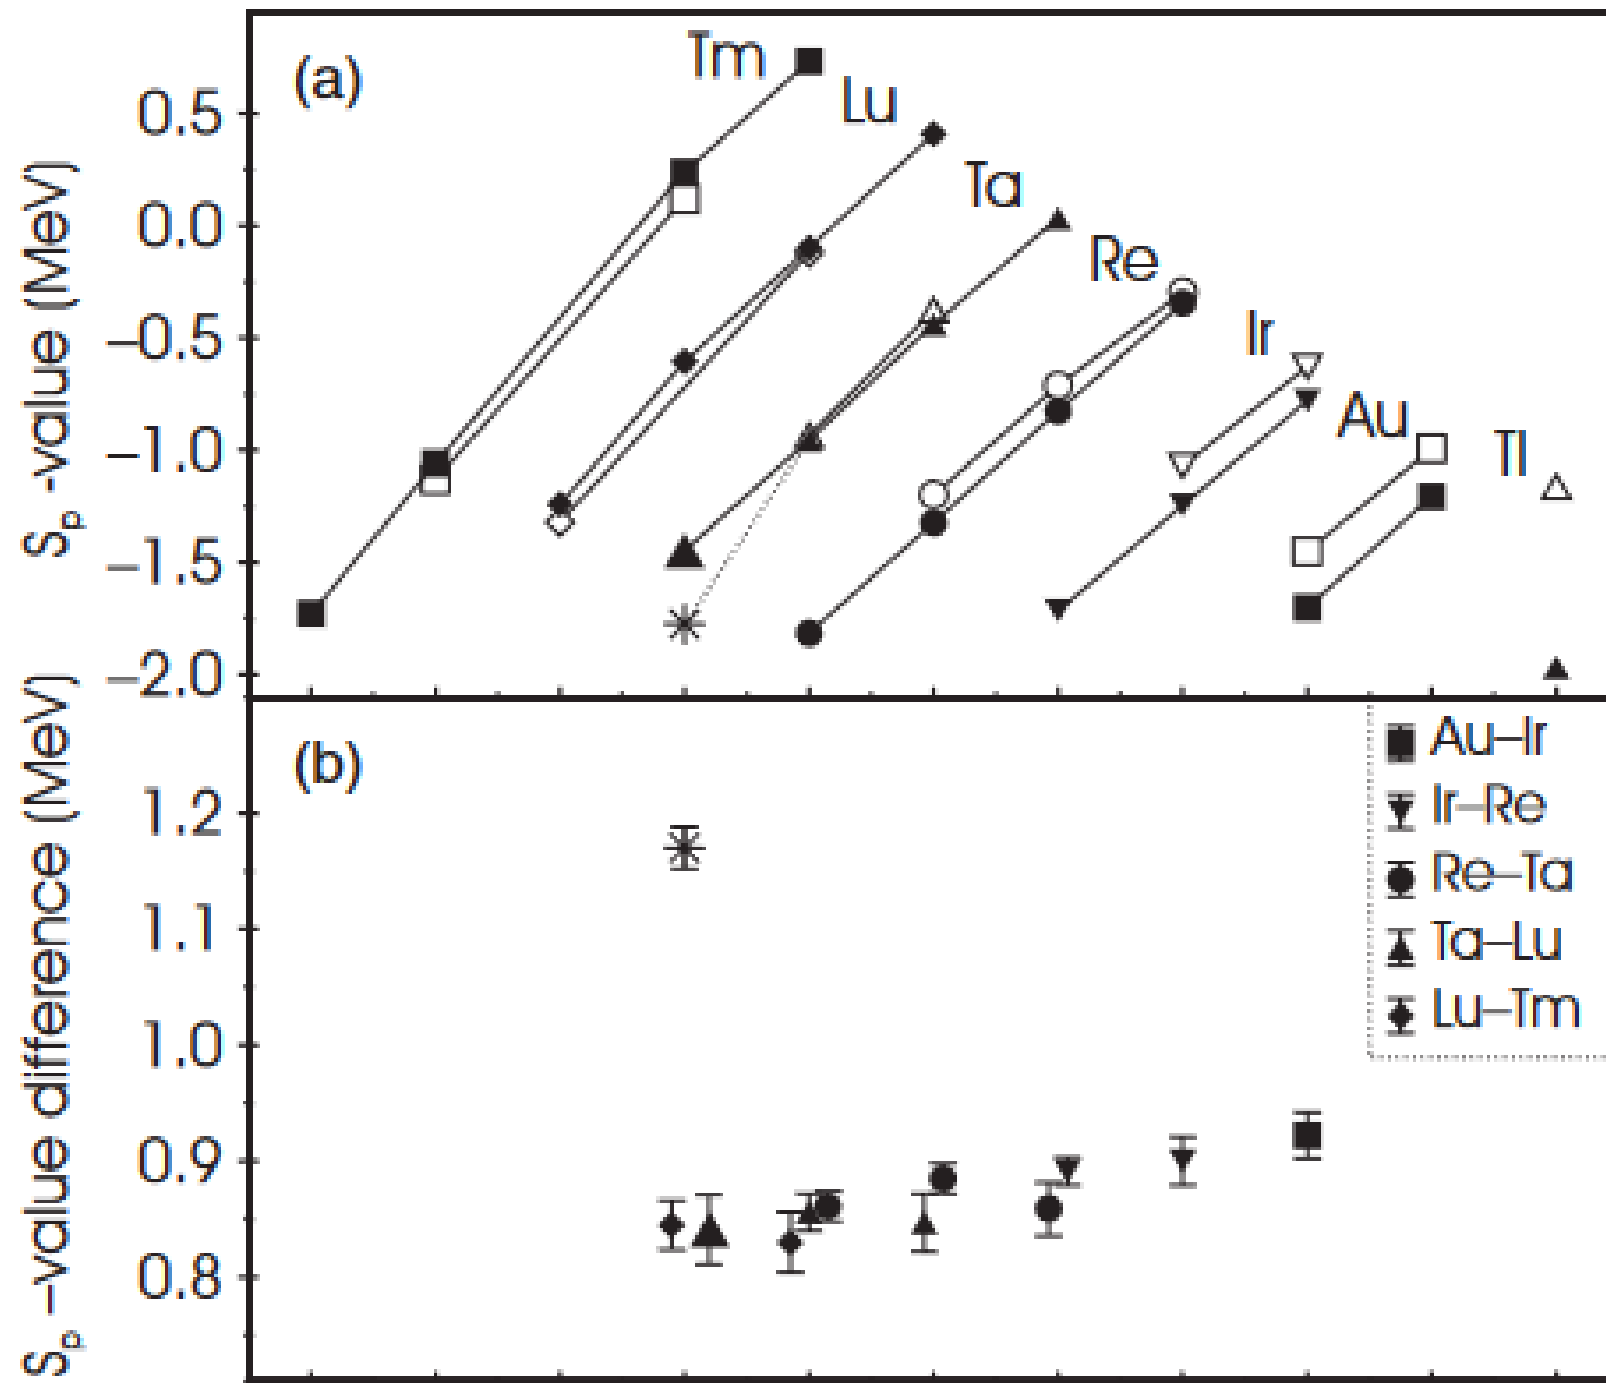 (a)
Tm
Lu
Ta
Re
Ir
Au
Tl
0.5
0.0
−0.5
−1.0
−1.5
−2.0
Sp -value (MeV)
(b)
1.2
1.1
1.0
0.9
0.8
Sp −value difference (MeV)
Au–Ir
Ir–Re
Re–Ta
Ta–Lu
Lu–Tm